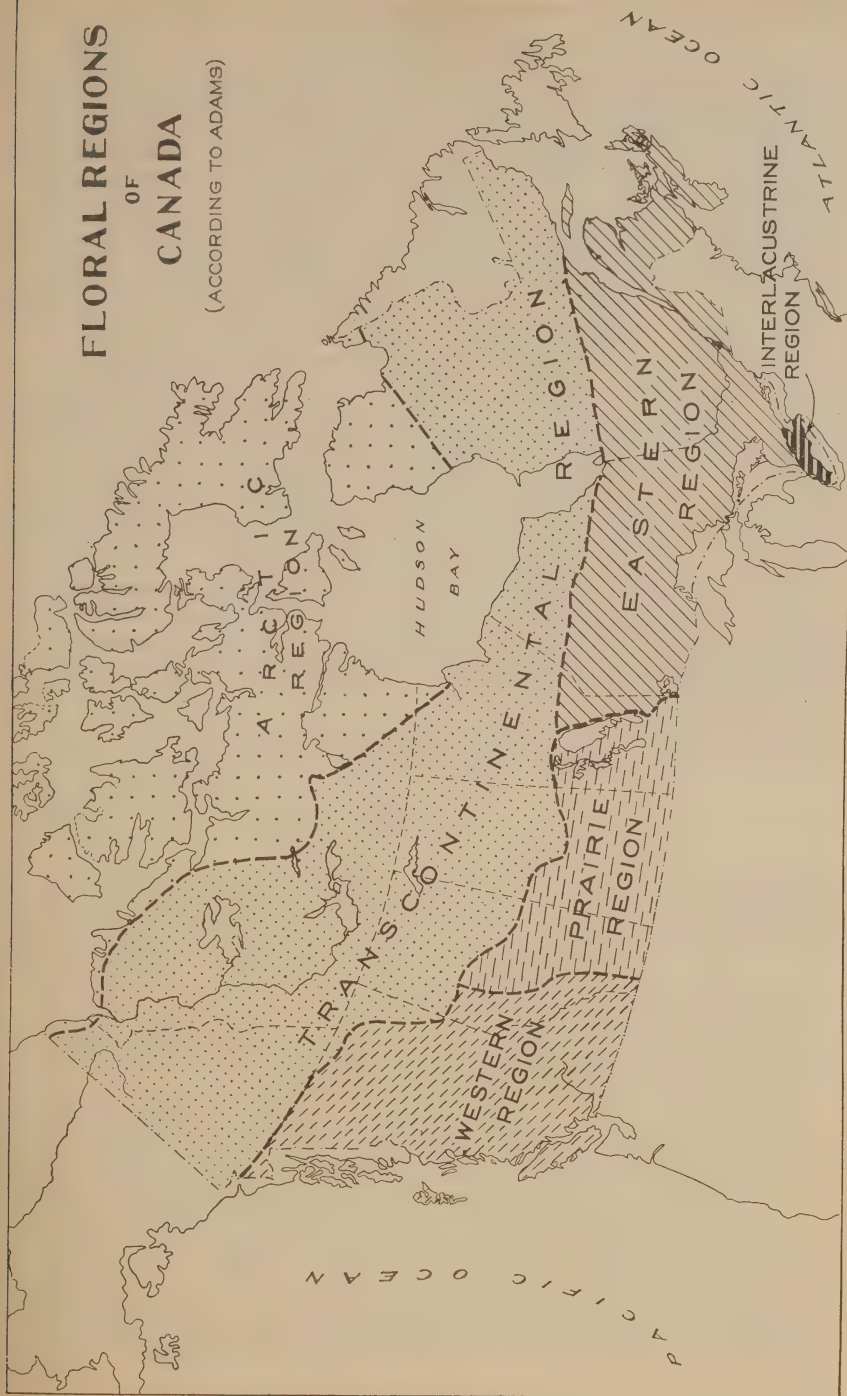 FLORAL REGIONS
OF
CANADA
(ACCORDING TO ADAMS)
ARCTIC
REGION
HUDSON
BAY
TRANSCONTINENTAL REGION
WESTERN
REGION
PRAIRIE
REGION
EASTERN
REGION
INTERLACUSTRINE
REGION
PACIFIC OCEAN
ATLANTIC OCEAN